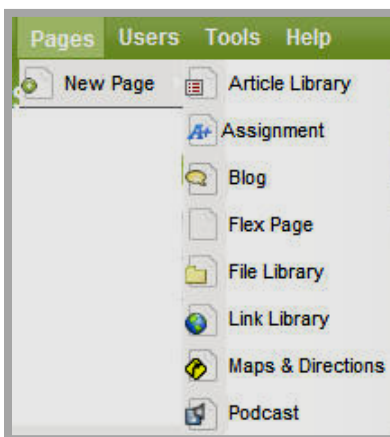 Pages Users Tools Help
New Page
Article Library
A+ Assignment
Blog
Flex Page
File Library
Link Library
Maps & Directions
Podcast